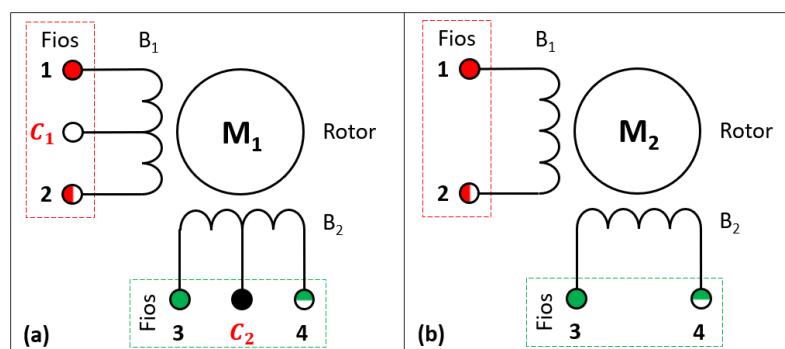 Fios
B₁
1
C₁
M₁
Rotor
2
B₂
Fios
(a)
3
C₂
4
Fios
B₁
1
M₂
Rotor
2
B₂
Fios
(b)
3
4